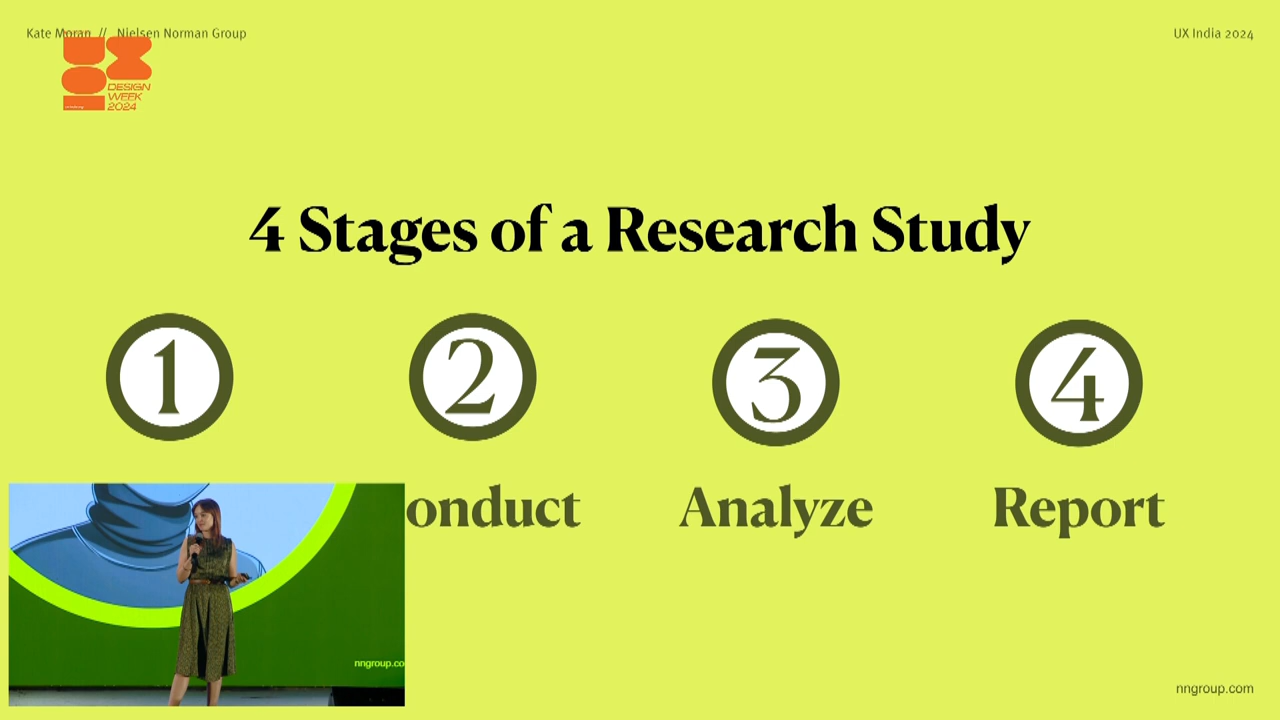 Kate Moran // Nielsen Norman Group
UX India 2024
DESIGN
WEEK
2024
4 Stages of a Research Study
1
2
3
4
onduct
Analyze
Report
nngroup.co
nngroup.com